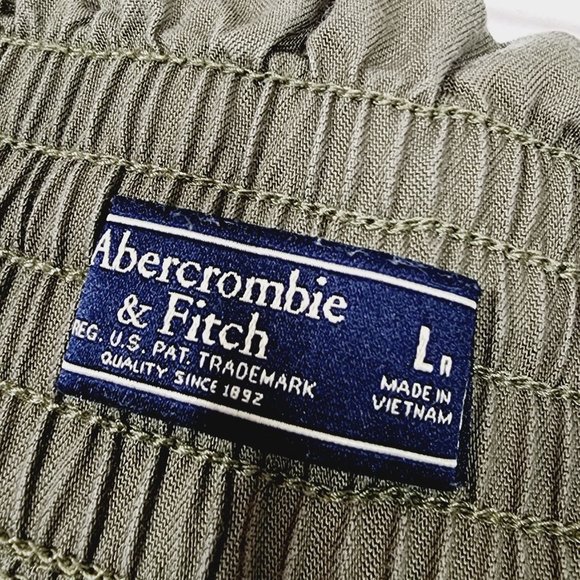 Abercrombie
& Fitch
REG. U.S. PAT. TRADEMARK
QUALITY SINCE 1892
L R
MADE IN
VIETNAM